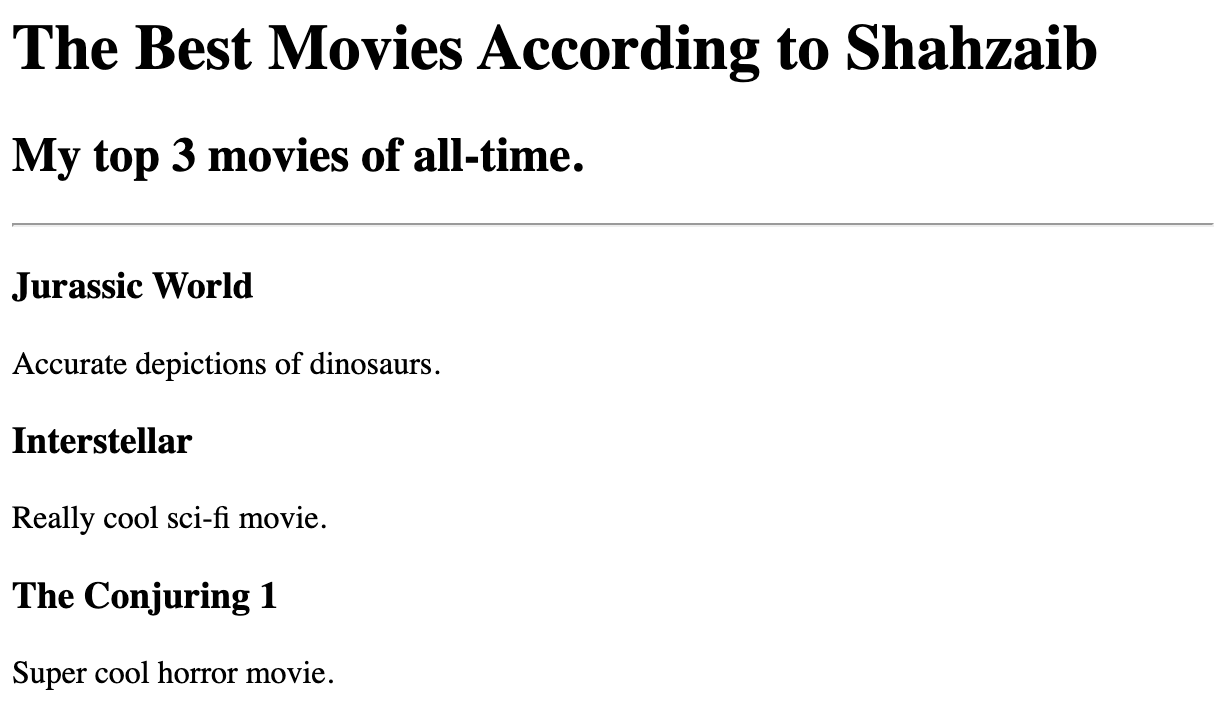 The Best Movies According to Shahzaib
My top 3 movies of all-time.
Jurassic World
Accurate depictions of dinosaurs.
Interstellar
Really cool sci-fi movie.
The Conjuring 1
Super cool horror movie.